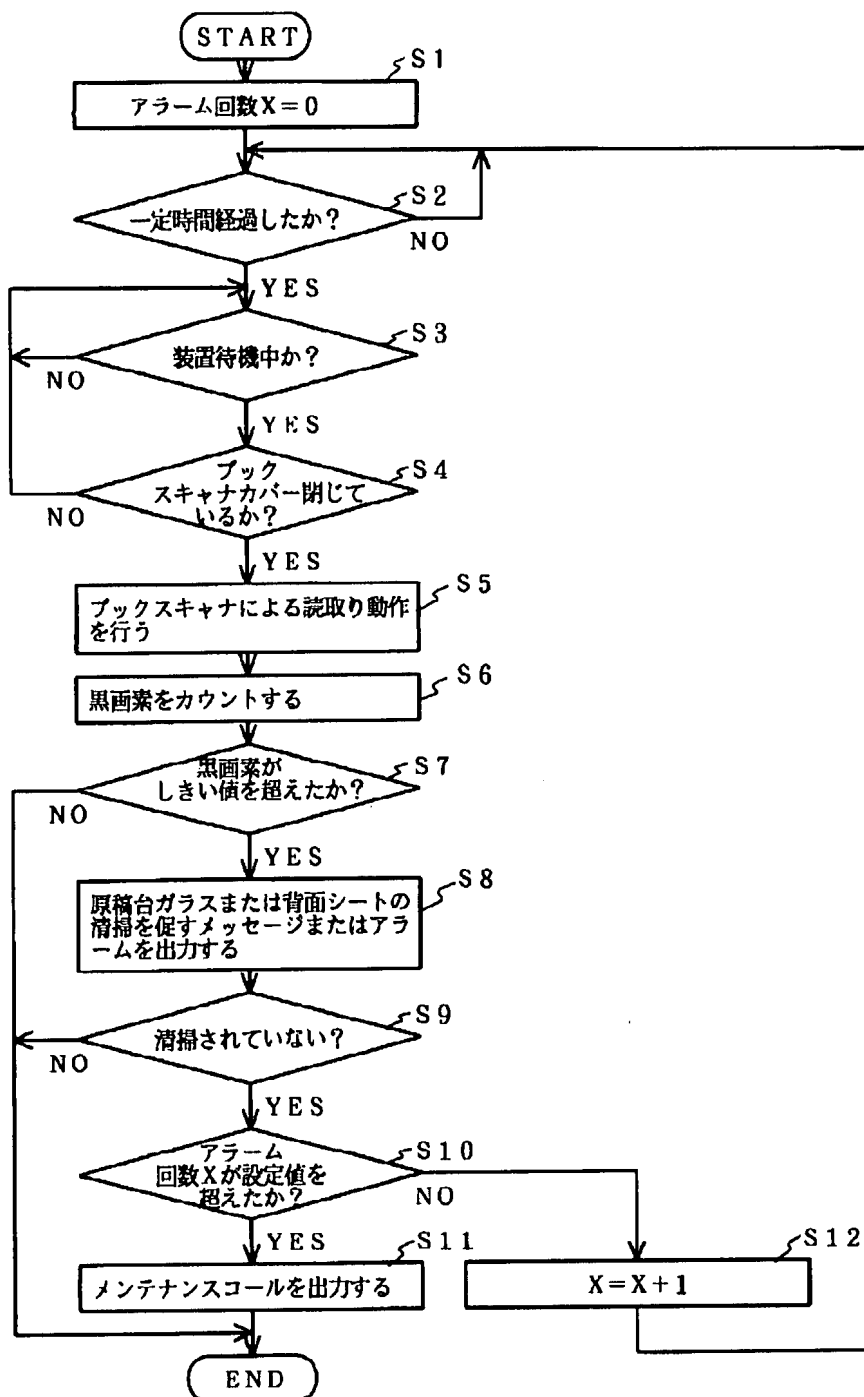 START
S1
アラーム回数X=0
S2
一定時間経過したか?
NO
YES
S3
装置待機中か?
NO
YES
S4
ブック
スキャナカバー閉じて
いるか?
NO
YES
S5
ブックスキャナによる読取り動作
を行う
S6
黒画素をカウントする
S7
黒画素が
しきい値を超えたか?
NO
YES
S8
原稿台ガラスまたは背面シートの
清掃を促すメッセージまたはアラ
ームを出力する
S9
清掃されていない?
NO
YES
S10
アラーム
回数Xが設定値を
超えたか?
NO
YES
S11
メンテナンスコールを出力する
S12
X=X+1
END